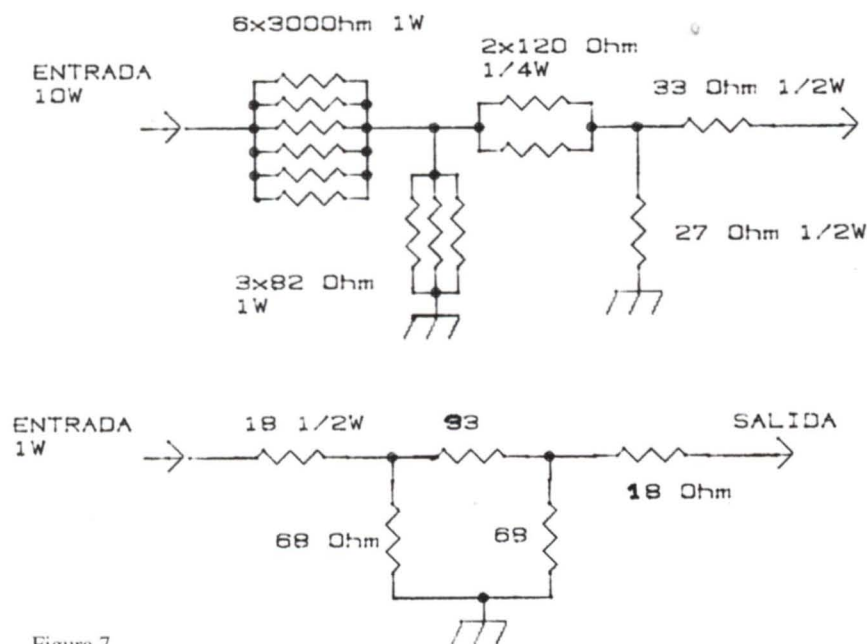 6x300Ohm 1W
2x120 Ohm
1/4W
ENTRADA
10W
33 Ohm 1/2W
27 Ohm 1/2W
3x82 Ohm
1W
ENTRADA
1W
18 1/2W
33
SALIDA
18 Ohm
68 Ohm
68
Figure 7